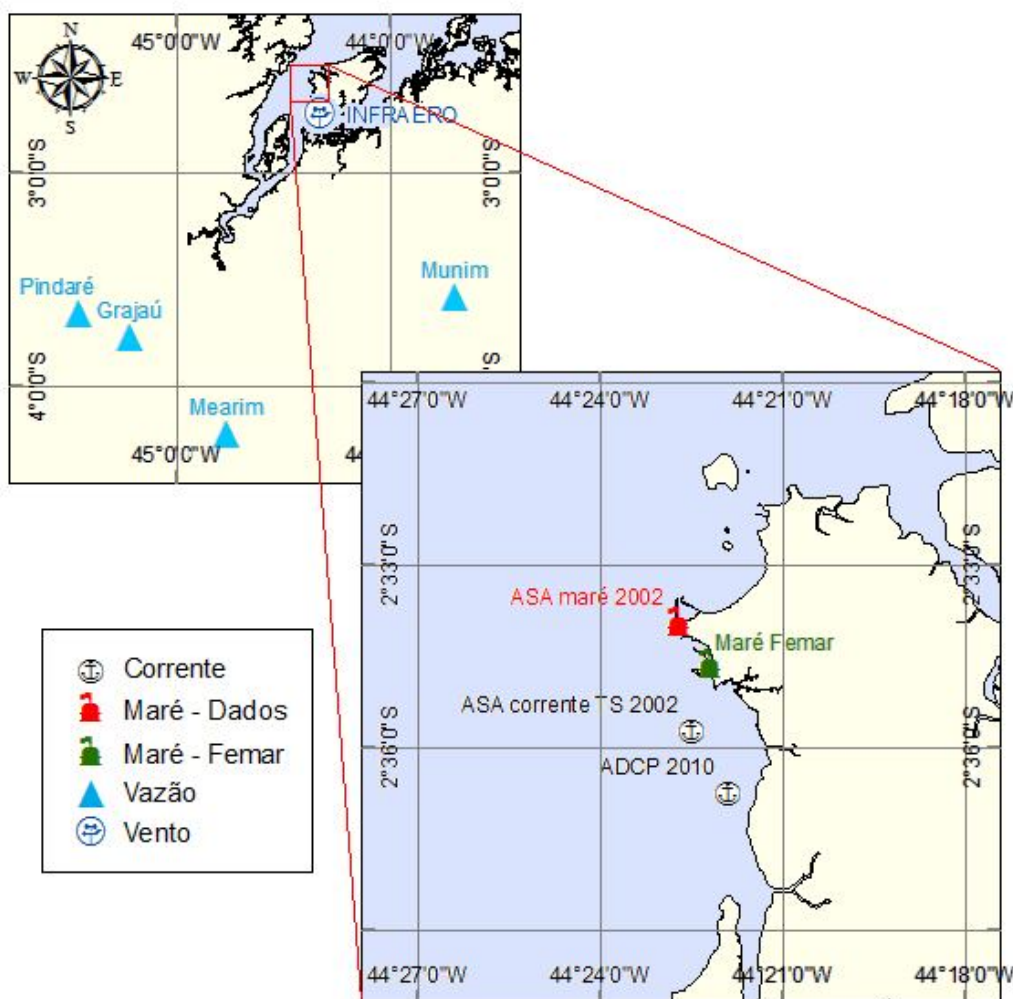 N
W
E
S
45°0'0"W
44°0'0"W
INFRAERO
3°0'0"S
3°0'0"S
Pindaré
Grajaú
Munim
4°0'0"S
Mearim
45°0'0"W
44°27'0"W
44°24'0"W
44°21'0"W
44°18'0"W
2°33'0"S
2°33'0"S
ASA maré 2002
Maré Femar
ASA corrente TS 2002
ADCP 2010
2°36'0"S
2°36'0"S
44°27'0"W
44°24'0"W
44°21'0"W
44°18'0"W
Corrente
Maré - Dados
Maré - Femar
Vazão
Vento